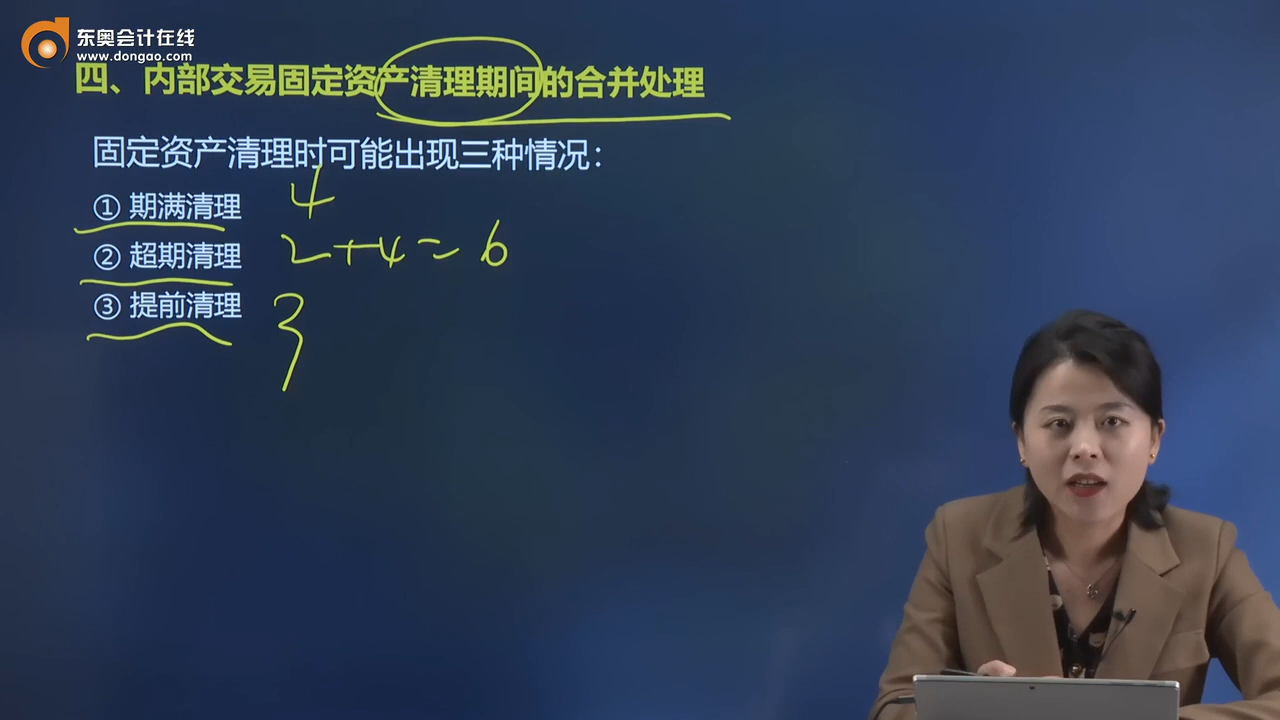 东奥会计在线
www.dongao.com
四、内部交易固定资产清理期间的合并处理
固定资产清理时可能出现三种情况：
① 期满清理 4
② 超期清理 2+4=6
③ 提前清理 3